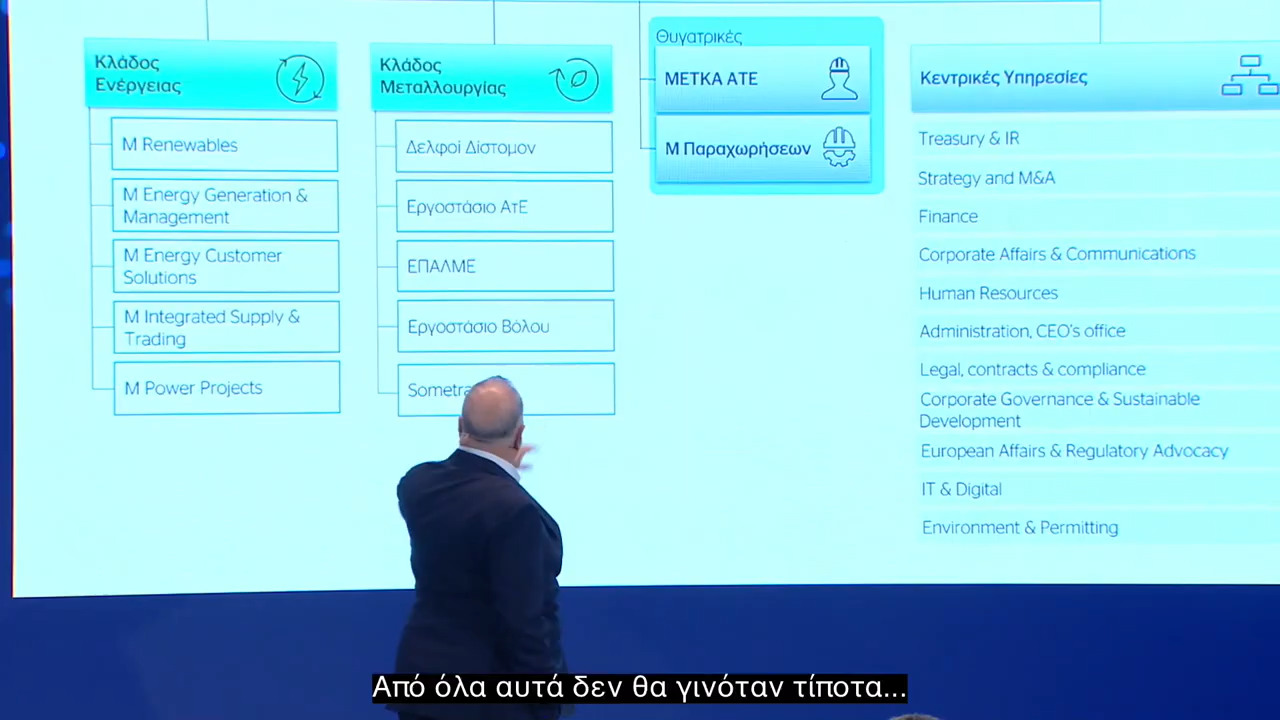 Κλάδος
Ενέργειας
M Renewables
M Energy Generation &
Management
M Energy Customer
Solutions
M Integrated Supply &
Trading
M Power Projects
Κλάδος
Μεταλλουργίας
Δελφοί Δίστομον
Εργοστάσιο ΑτΕ
ΕΠΑΛΜΕ
Εργοστάσιο Βόλου
Θυγατρικές
ΜΕΤΚΑ ΑΤΕ
Μ Παραχωρήσεων
Κεντρικές Υπηρεσίες
Treasury & IR
Strategy and M&A
Finance
Corporate Affairs & Communications
Human Resources
Administration, CEO's office
Legal, contracts & compliance
Corporate Governance & Sustainable
Development
European Affairs & Regulatory Advocacy
IT & Digital
Environment & Permitting
Από όλα αυτά δεν θα γινόταν τίποτα...